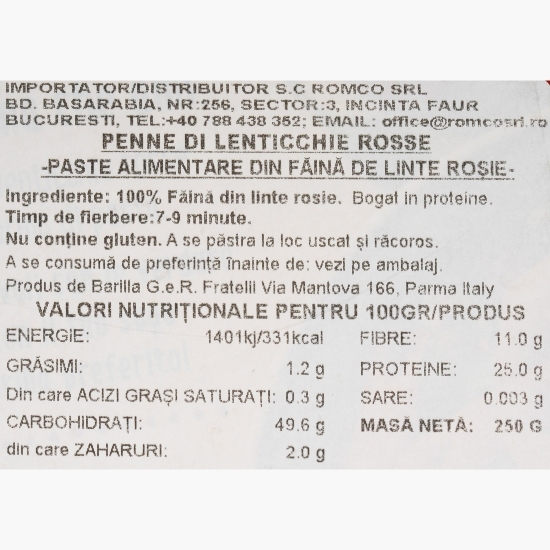 IMPORTATOR/DISTRIBUITOR S.C ROMCO SRL
BD. BASARABIA, NR:256, SECTOR:3, INCINTA FAUR
BUCURESTI, TEL:+40 788 438 352; EMAIL: office@romcosrl.ro
PENNE DI LENTICCHIE ROSSE
-PASTE ALIMENTARE DIN FĂINĂ DE LINTE ROȘIE-
Ingrediente: 100% Făină din linte rosie. Bogat in proteine.
Timp de fierbere:7-9 minute.
Nu conține gluten. A se păstra la loc uscat și răcoros.
A se consumă de preferință înainte de: vezi pe ambalaj.
Produs de Barilla G.e.R. Fratelli Via Mantova 166, Parma Italy
VALORI NUTRIȚIONALE PENTRU 100GR/PRODUS
ENERGIE: 1401kj/331kcal FIBRE: 11.0 g
GRĂSIMI: 1.2 g PROTEINE: 25.0 g
Din care ACIZI GRAȘI SATURAȚI: 0.3 g SARE: 0.003 g
CARBOHIDRAȚI: 49.6 g MASĂ NETĂ: 250 G
din care ZAHARURI: 2.0 g